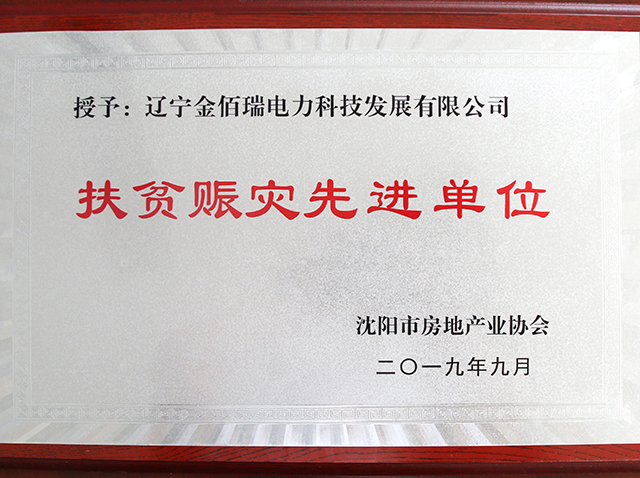 授予：辽宁金佰瑞电力科技发展有限公司
扶贫赈灾先进单位
沈阳市房地产业协会
二〇一九年九月